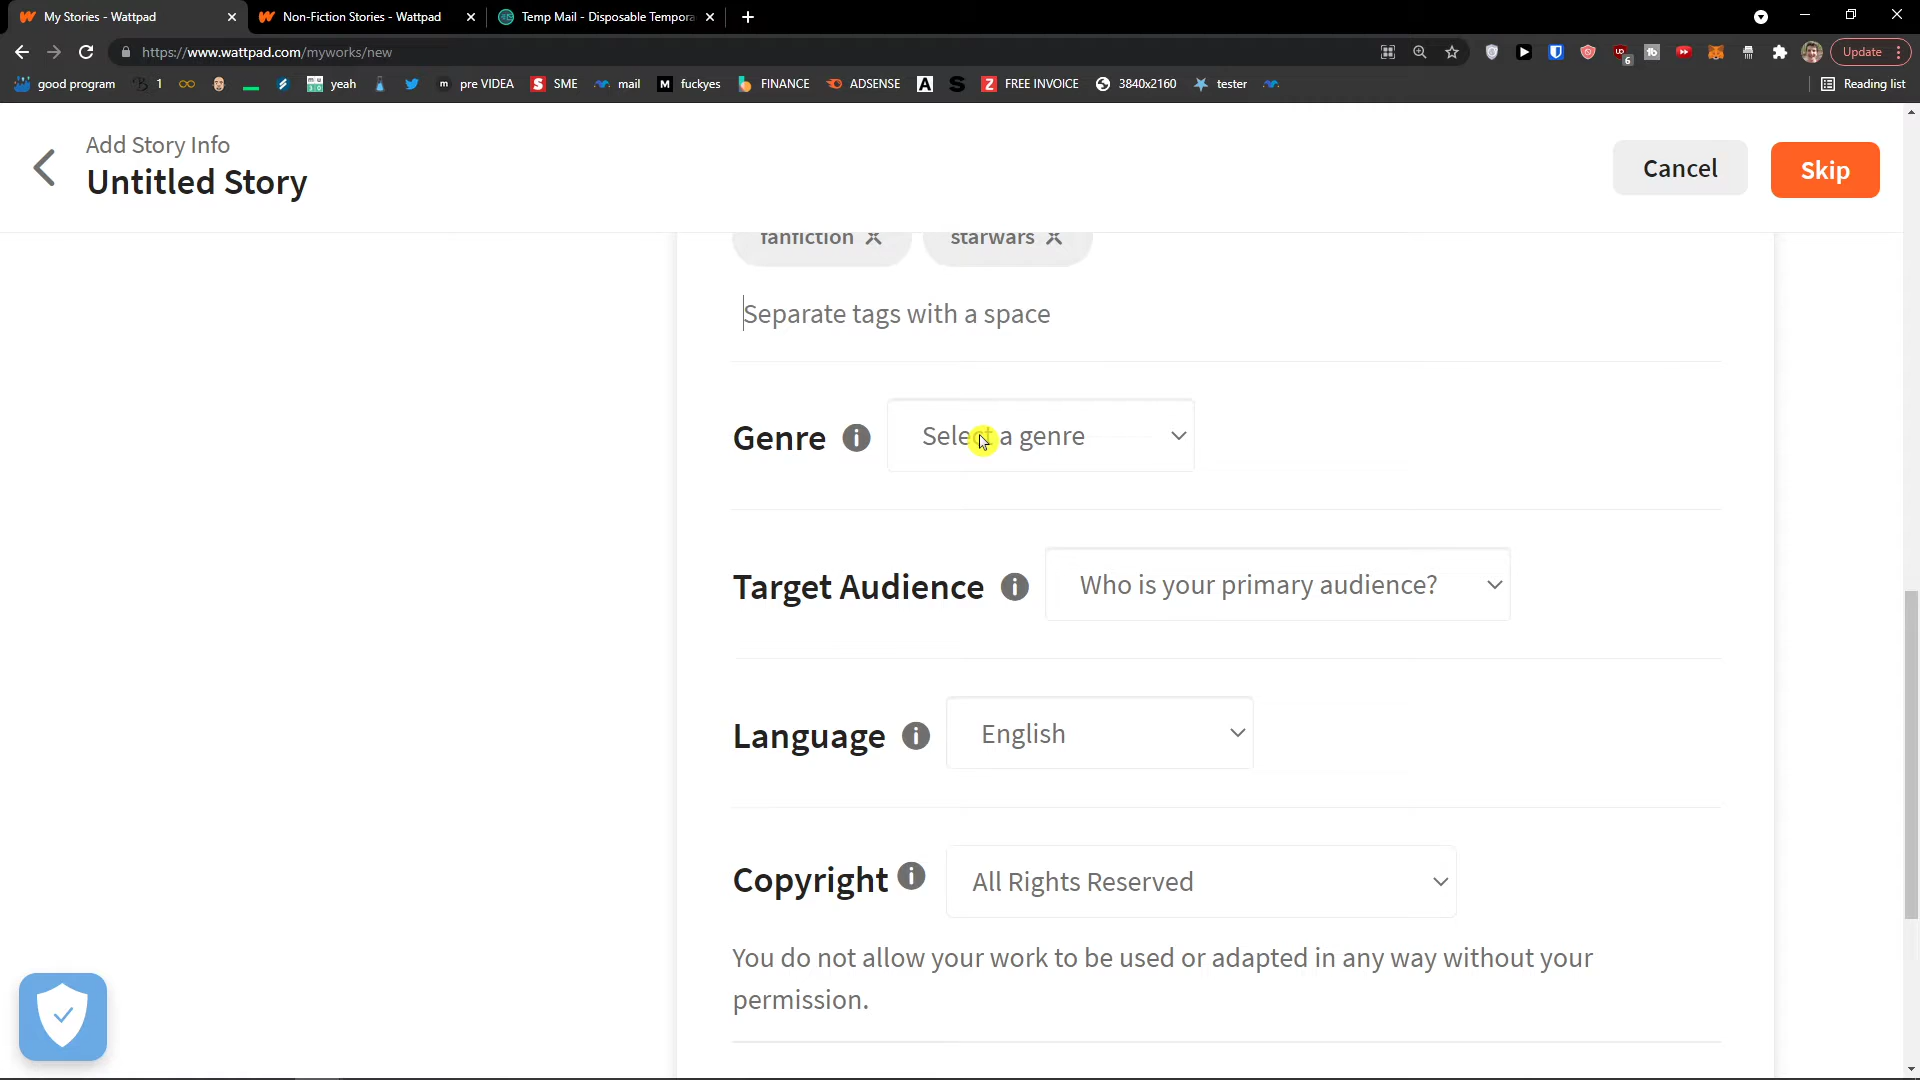 My Stories - Wattpad
Non-Fiction Stories - Wattpad
Temp Mail - Disposable Tempora
https://www.wattpad.com/myworks/new
6
Update
good program
1
yeah
pre VIDEA
SME
mail
fuckyes
FINANCE
ADSENSE
FREE INVOICE
3840x2160
tester
Reading list
Add Story Info
Untitled Story
Cancel
Skip
fanfiction
starwars
Separate tags with a space
Genre
Select a genre
Target Audience
Who is your primary audience?
Language
English
Copyright
All Rights Reserved
You do not allow your work to be used or adapted in any way without your
permission.